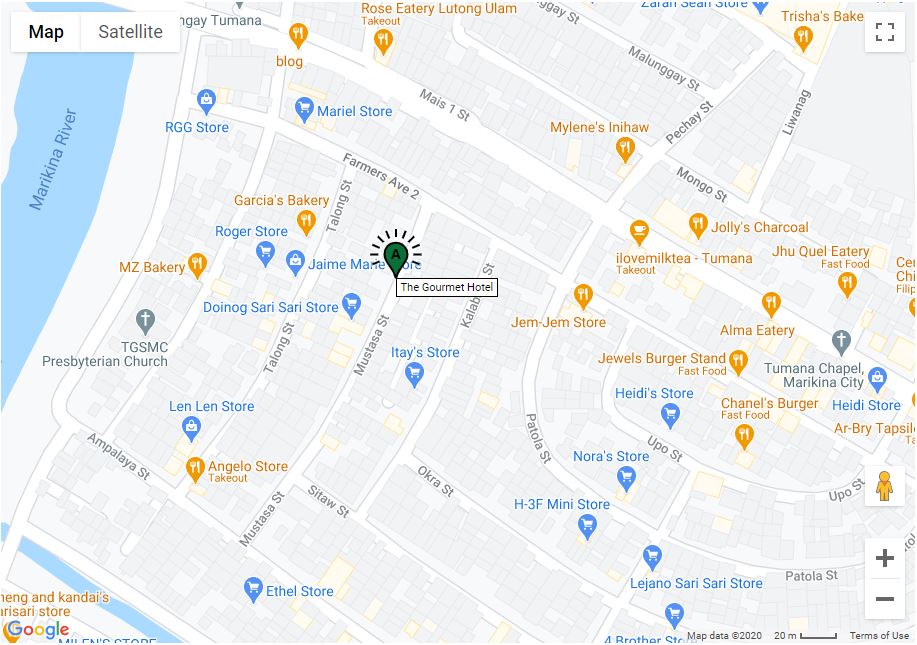 Map
Satellite
ngay Tumana
Rose Eatery Lutong Ulam
Takeout
Zaran Sean Store
Trisha's Bake
blog
Malunggay St
Marikina River
RGG Store
Mariel Store
Mais 1 St
Pechay St
Liwanag
Mylene's Inihaw
Farmers Ave 2
Mongo St
Garcia's Bakery
Talong St
Roger Store
Jolly's Charcoal
A
Jaime Marie Store
MZ Bakery
ilovemilktea - Tumana
Takeout
Jhu Quel Eatery
Fast Food
The Gourmet Hotel
Doinog Sari Sari Store
Jem-Jem Store
Alma Eatery
TGSMC
Presbyterian Church
Talong St
Mustasa St
Itay's Store
Jewels Burger Stand
Fast Food
Tumana Chapel,
Marikina City
Heidi's Store
Heidi Store
Len Len Store
Chanel's Burger
Fast Food
Patola St
Upo St
Ar-Bry Tapsil
Takeout
Ampalaya St
Angelo Store
Takeout
Nora's Store
Okra St
Upo St
Mustasa St
Sitaw St
H-3F Mini Store
Ethel Store
Lejano Sari Sari Store
Patola St
heng and kandai's
arisari store
Google
MILEN'S STORE
4 Brother
Map data ©2020
20 m
Terms of Use